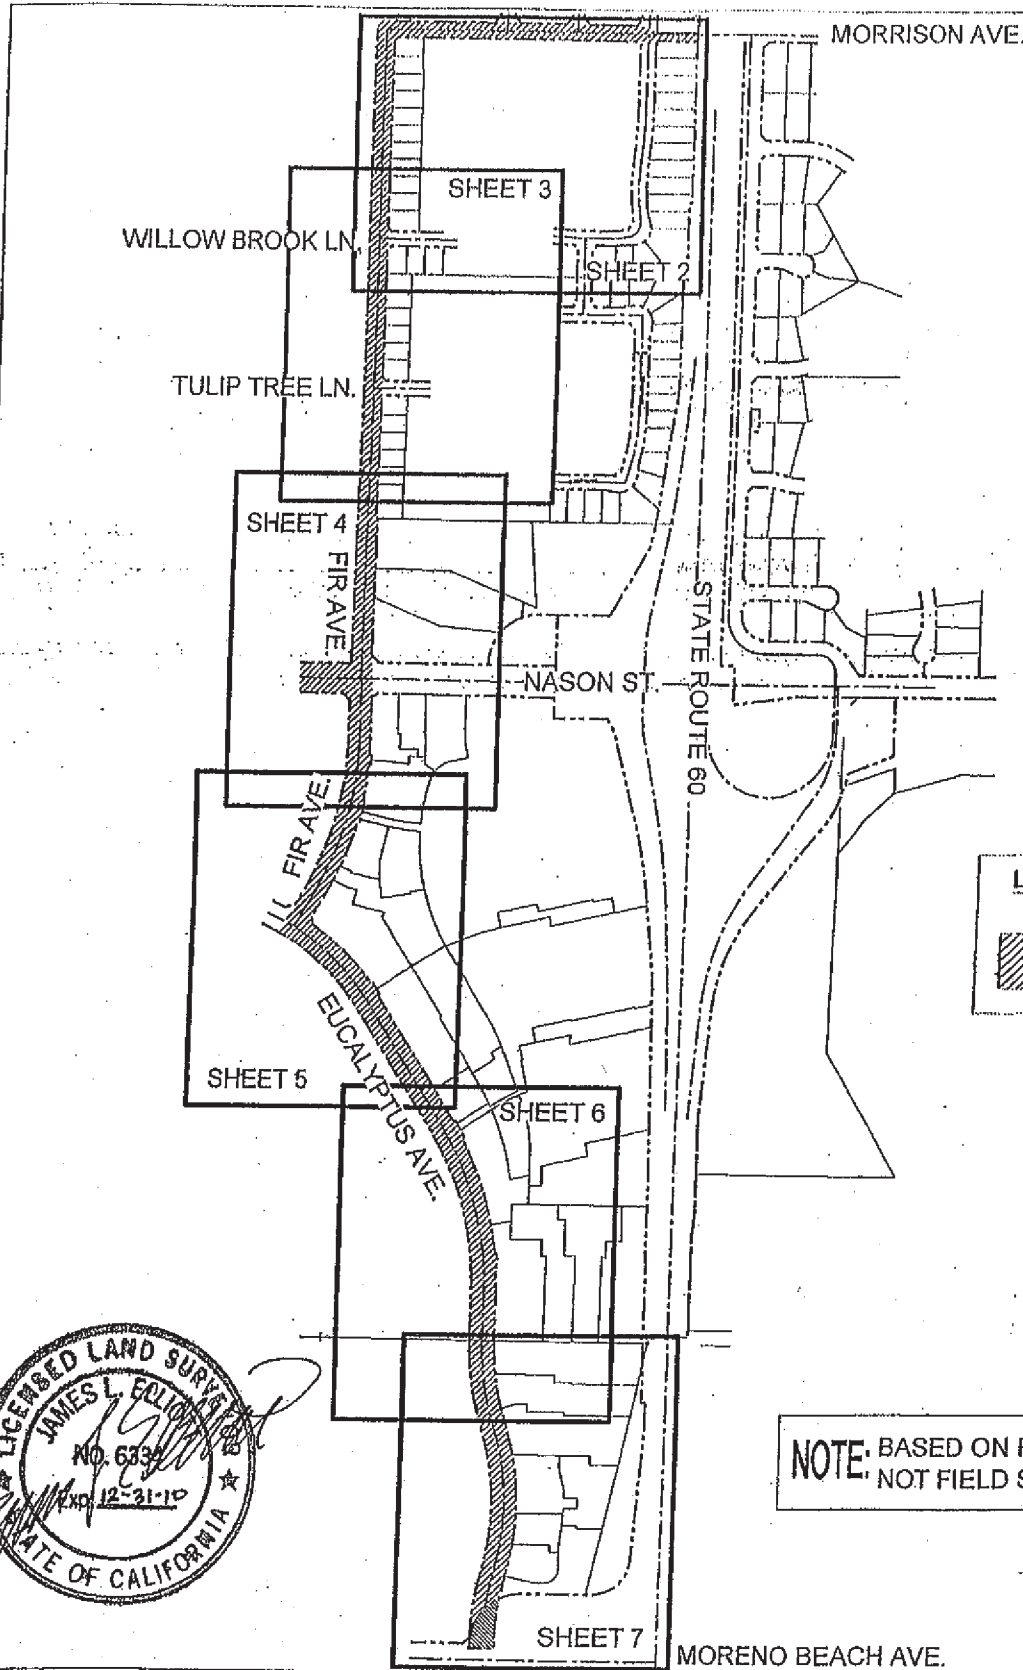 MORRISON AVE.
SHEET 3
WILLOW BROOK LN.
SHEET 2
TULIP TREE LN.
SHEET 4
FIR AVE.
STATE ROUTE 60
NASON ST.
FIR AVE.
L
EUCALYPTUS AVE.
SHEET 5
SHEET 6
LICENSED LAND SURVEYOR
JAMES L. ELLIOTT
NO. 6334
Exp. 12-31-10
STATE OF CALIFORNIA
NOTE: BASED ON
NOT FIELD S
SHEET 7
MORENO BEACH AVE.